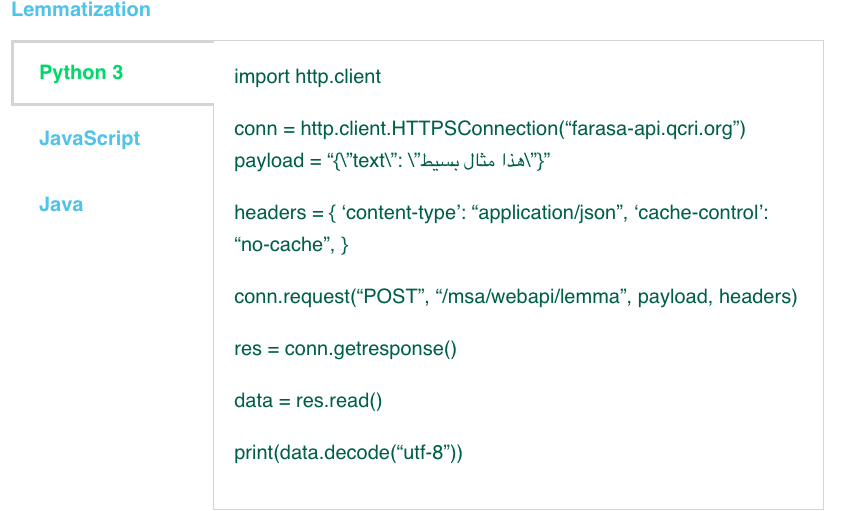 Lemmatization
Python 3
JavaScript
Java
import http.client
conn = http.client.HTTPSConnection(“farasa-api.qcri.org”)
payload = “{\”text\”: \”هذا مثال بسيط\”}”
headers = { ‘content-type’: “application/json”, ‘cache-control’:
“no-cache”, }
conn.request(“POST”, “/msa/webapi/lemma”, payload, headers)
res = conn.getresponse()
data = res.read()
print(data.decode(“utf-8”))